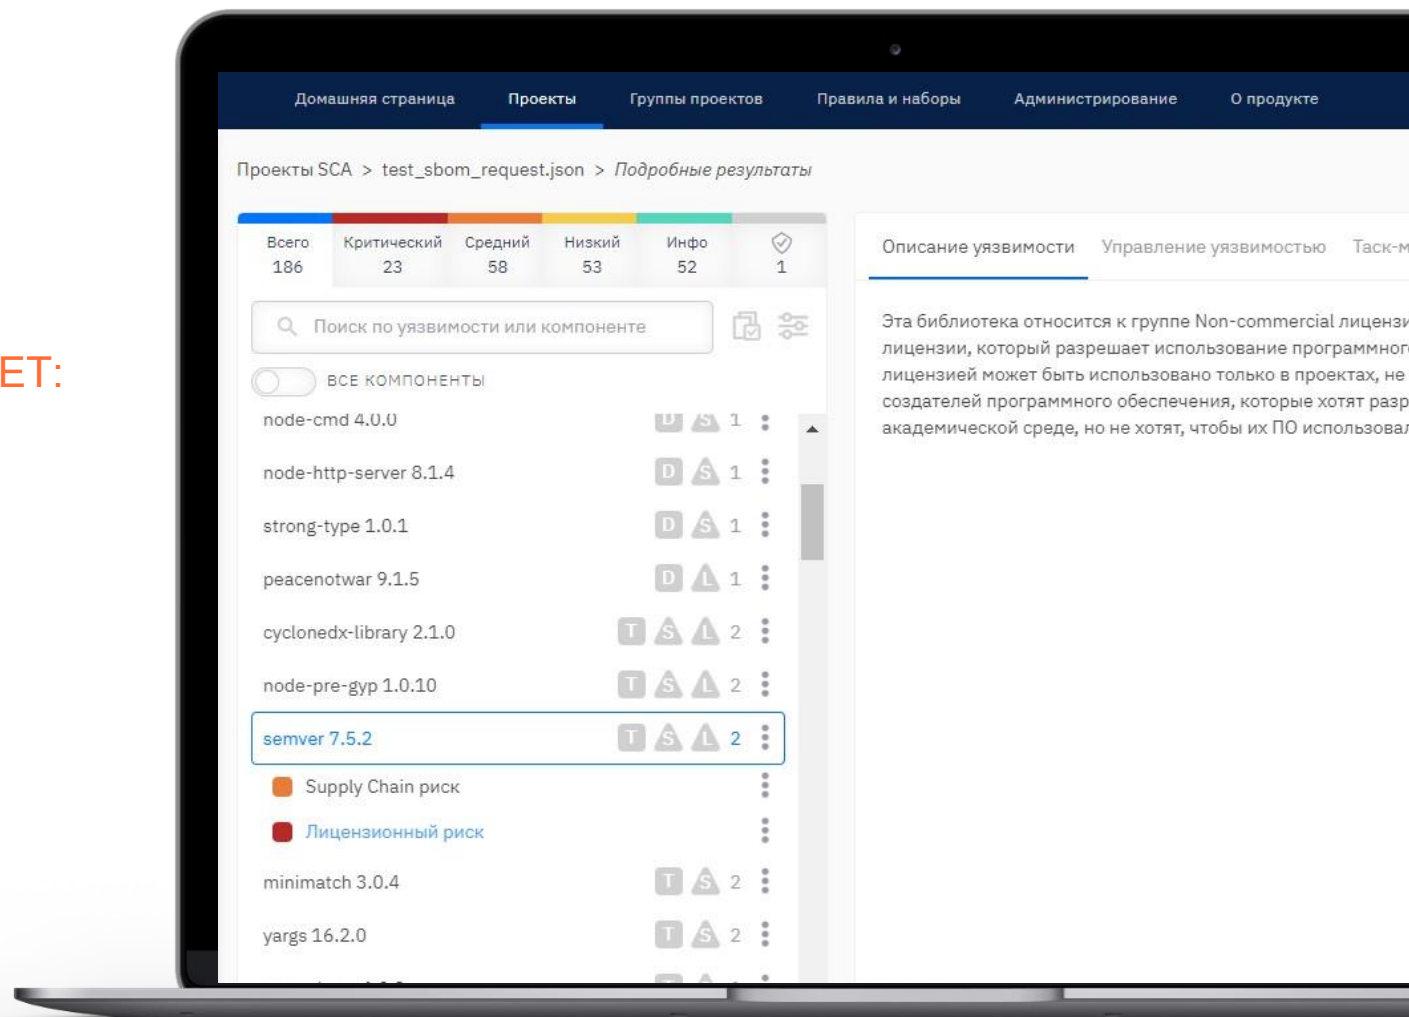 ЕТ:
Домашняя страница Проекты Группы проектов Правила и наборы Администрирование О продукте
Проекты SCA > test_sbom_request.json > Подробные результаты
Всего Критический Средний Низкий Инфо
186 23 58 53 52 1
Поиск по уязвимости или компоненте
ВСЕ КОМПОНЕНТЫ
node-cmd 4.0.0 D S 1
node-http-server 8.1.4 D S 1
strong-type 1.0.1 D S 1
peacenotwar 9.1.5 D L 1
cyclonedx-library 2.1.0 T S L 2
node-pre-gyp 1.0.10 T S L 2
semver 7.5.2 T S L 2
Supply Chain риск
Лицензионный риск
minimatch 3.0.4 T S 2
yargs 16.2.0 T S 2
Описание уязвимости Управление уязвимостью Таск-м
Эта библиотека относится к группе Non-commercial лиценз
лицензии, который разрешает использование программног
лицензией может быть использовано только в проектах, не
создателей программного обеспечения, которые хотят разр
академической среде, но не хотят, чтобы их ПО использовал